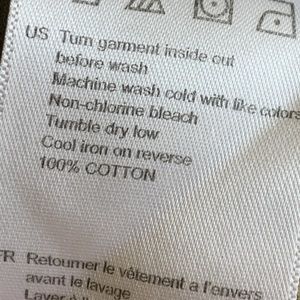 US Turn garment inside out
before wash
Machine wash cold with like colors
Non-chlorine bleach
Tumble dry low
Cool iron on reverse
100% COTTON
FR Retourner le vêtement a l'envers
avant le lavage
Laver à l'